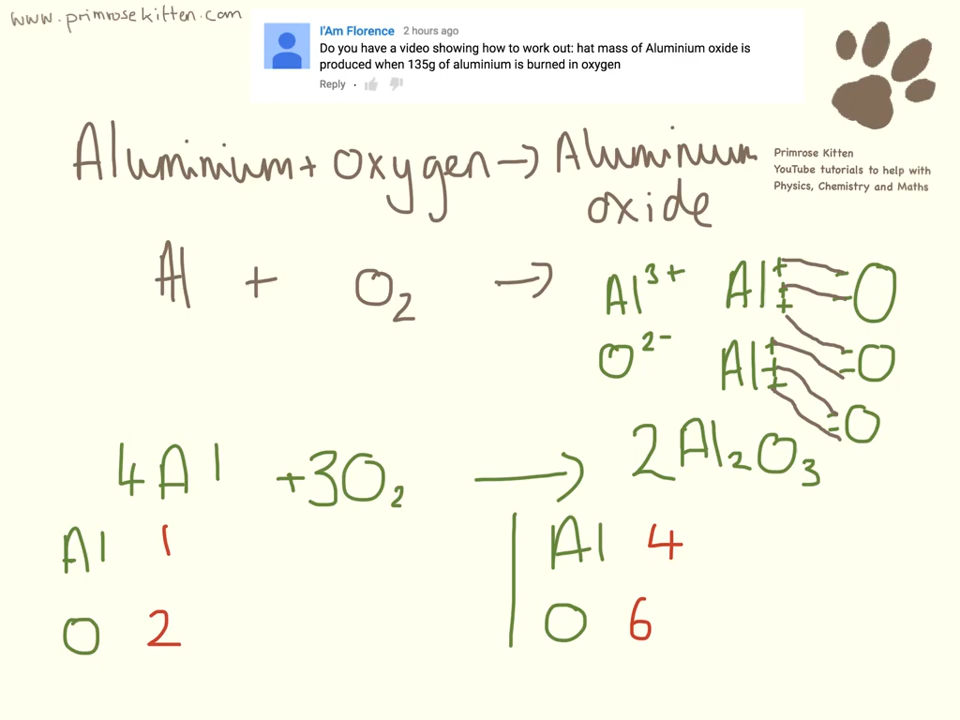 www.primrosekitten.com
I'Am Florence 2 hours ago
Do you have a video showing how to work out: hat mass of Aluminium oxide is
produced when 135g of aluminium is burned in oxygen
Reply •
Primrose Kitten
YouTube tutorials to help with
Physics, Chemistry and Maths
Aluminium + Oxygen → Aluminium
oxide
Al + O₂ → Al³⁺ Al⁺⁺⁺ O
O²⁻ Al⁺⁺⁺ = O
= O
4Al + 3O₂ → 2Al₂O₃
Al 1 Al 4
O 2 O 6